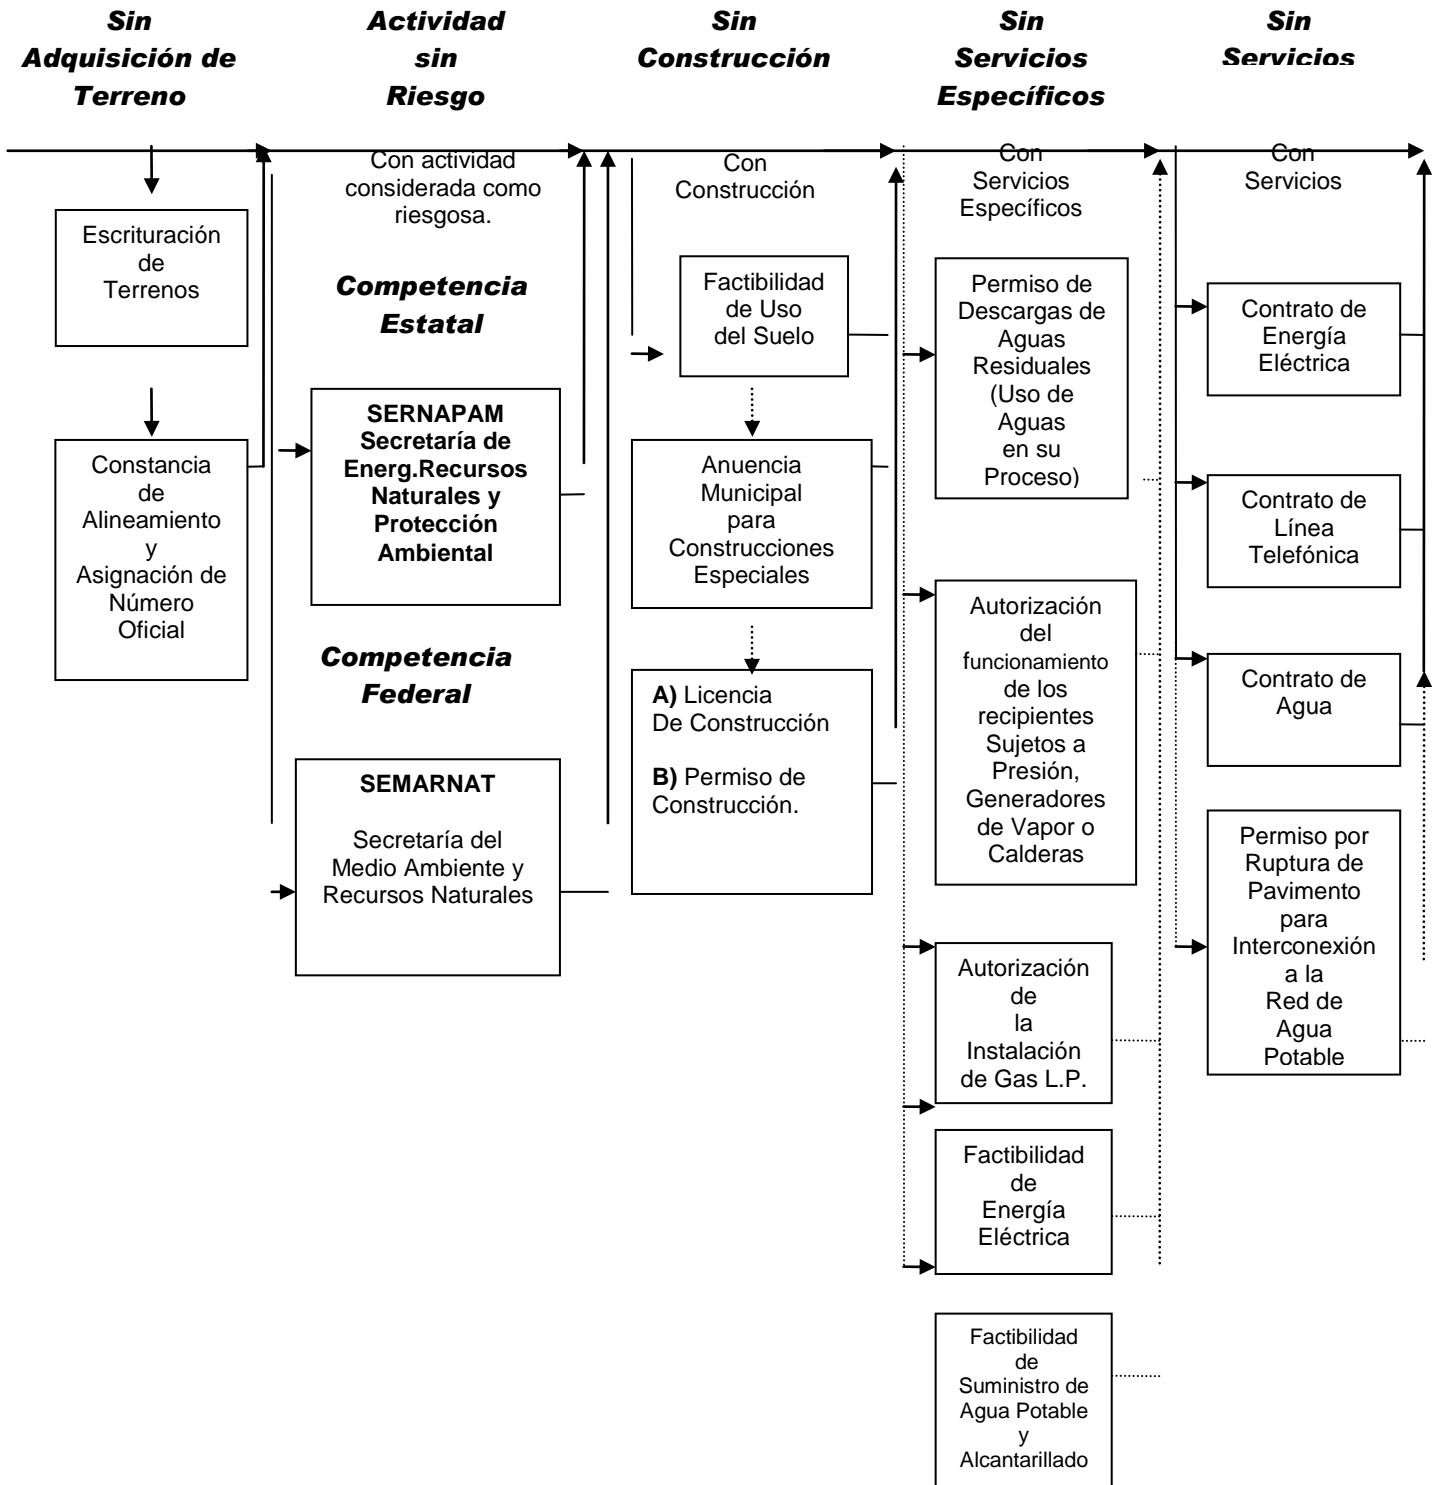 Sin
Adquisición de
Terreno
Actividad
sin
Riesgo
Sin
Construcción
Sin
Servicios
Específicos
Sin
Servicios
Escrituración
de
Terrenos
Constancia
de
Alineamiento
y
Asignación de
Número
Oficial
Con actividad
considerada como
riesgosa.
Competencia
Estatal
SERNAPAM
Secretaría de
Energ.Recursos
Naturales y
Protección
Ambiental
Competencia
Federal
SEMARNAT
Secretaría del
Medio Ambiente y
Recursos Naturales
Con
Construcción
Factibilidad
de Uso
del Suelo
Anuencia
Municipal
para
Construcciones
Especiales
A) Licencia
De Construcción
B) Permiso de
Construcción.
Con
Servicios
Específicos
Permiso de
Descargas de
Aguas
Residuales
(Uso de
Aguas
en su
Proceso)
Autorización
del
funcionamiento
de los
recipientes
Sujetos a
Presión,
Generadores
de Vapor o
Calderas
Autorización
de
la
Instalación
de Gas L.P.
Factibilidad
de
Energía
Eléctrica
Factibilidad
de
Suministro de
Agua Potable
y
Alcantarillado
Con
Servicios
Contrato de
Energía
Eléctrica
Contrato de
Línea
Telefónica
Contrato de
Agua
Permiso por
Ruptura de
Pavimento
para
Interconexión
a la
Red de
Agua
Potable